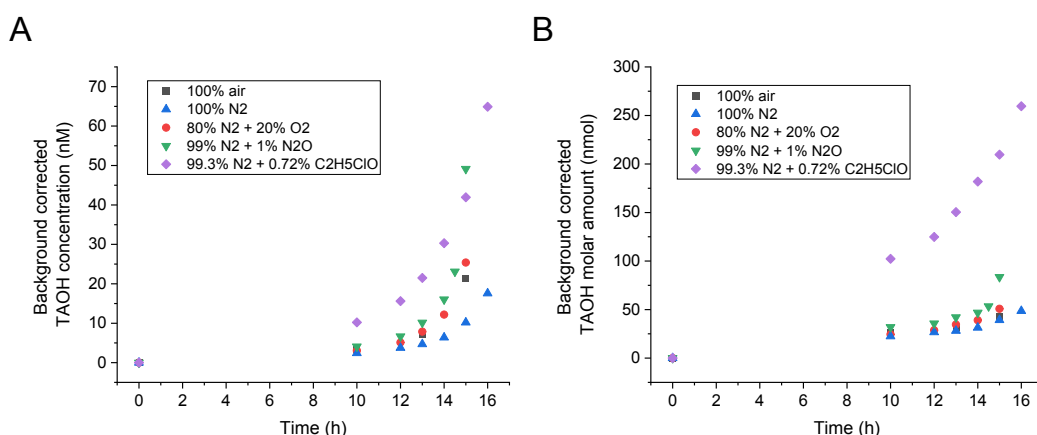 A
B
Background corrected
TAOH concentration (nM)
70
60
50
40
30
20
10
0
100% air
100% N2
80% N2 + 20% O2
99% N2 + 1% N2O
99.3% N2 + 0.72% C2H5ClO
0 2 4 6 8 10 12 14 16
Time (h)
Background corrected
TAOH molar amount (nmol)
300
250
200
150
100
50
0
100% air
100% N2
80% N2 + 20% O2
99% N2 + 1% N2O
99.3% N2 + 0.72% C2H5ClO
0 2 4 6 8 10 12 14 16
Time (h)